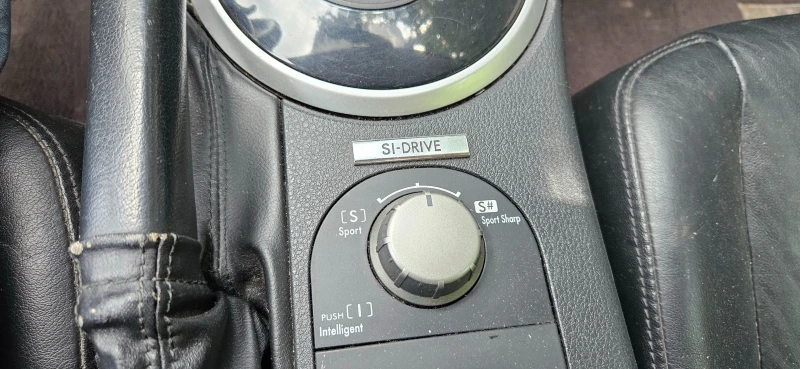 SI-DRIVE
[S]
Sport
S#
Sport Sharp
PUSH [I]
Intelligent